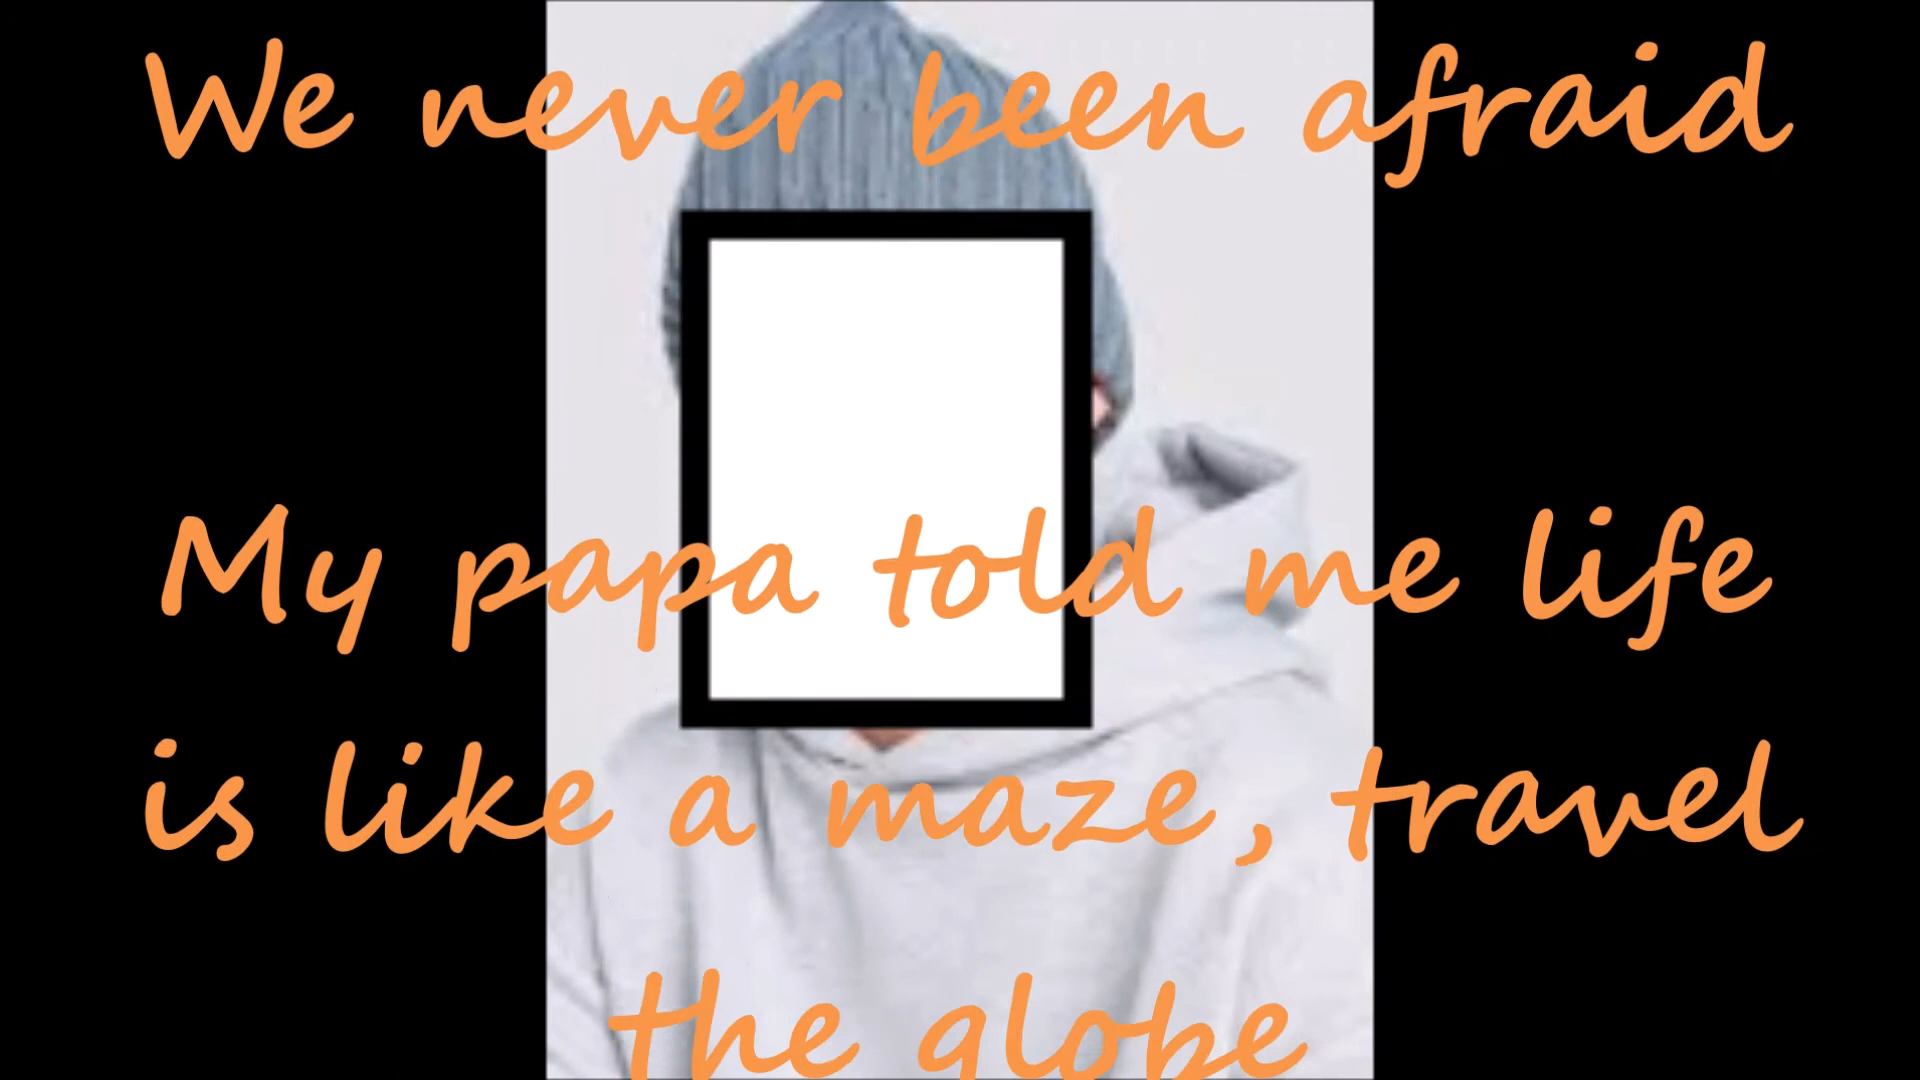 We never been afraid
My papa told me life
is like a maze, travel
the globe